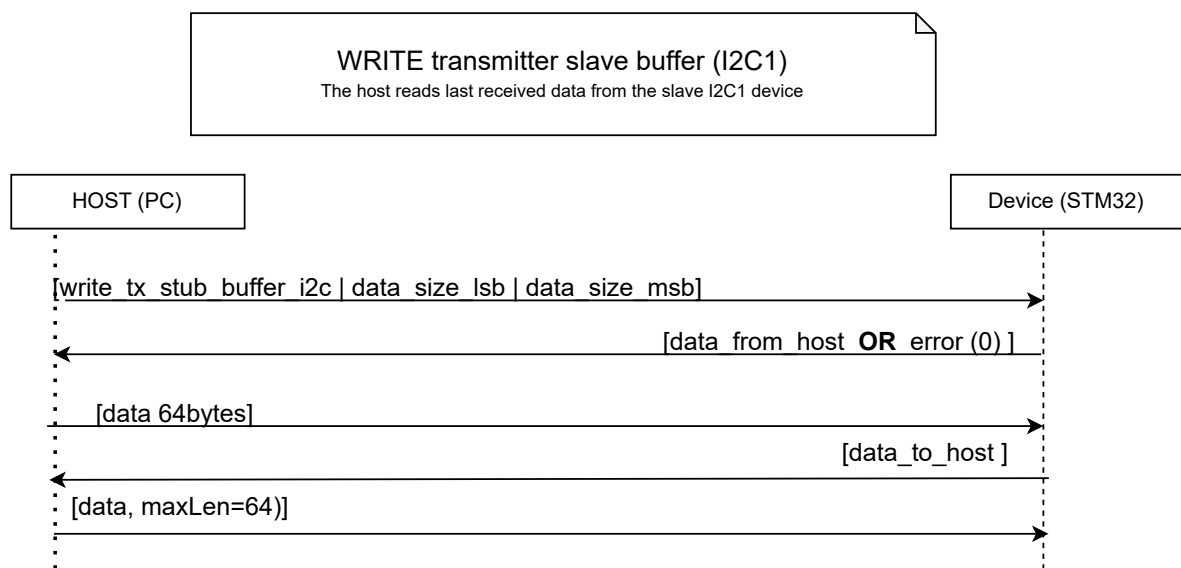 WRITE transmitter slave buffer (I2C1)
The host reads last received data from the slave I2C1 device
HOST (PC)
Device (STM32)
[write_tx_stub_buffer_i2c | data_size_lsb | data_size_msb]
[data_from_host OR error (0) ]
[data 64bytes]
[data_to_host ]
[data, maxLen=64)]